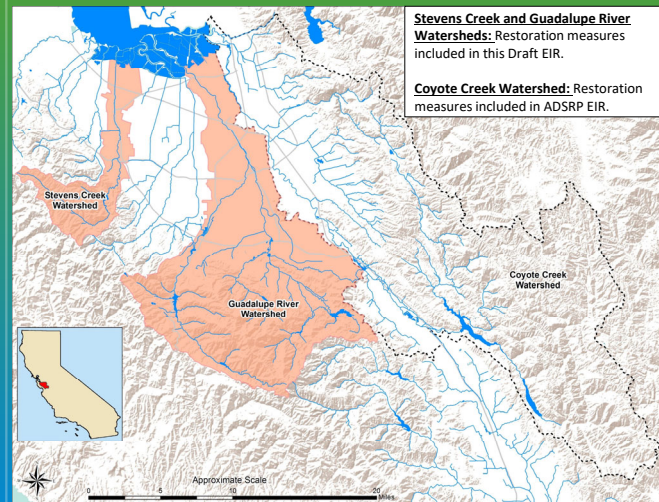 Stevens Creek and Guadalupe River
Watersheds: Restoration measures
included in this Draft EIR.
Coyote Creek Watershed: Restoration
measures included in ADSRP EIR.
Stevens Creek
Watershed
Coyote Creek
Watershed
Guadalupe River
Watershed
Approximate Scale
0 5 10 20
Miles